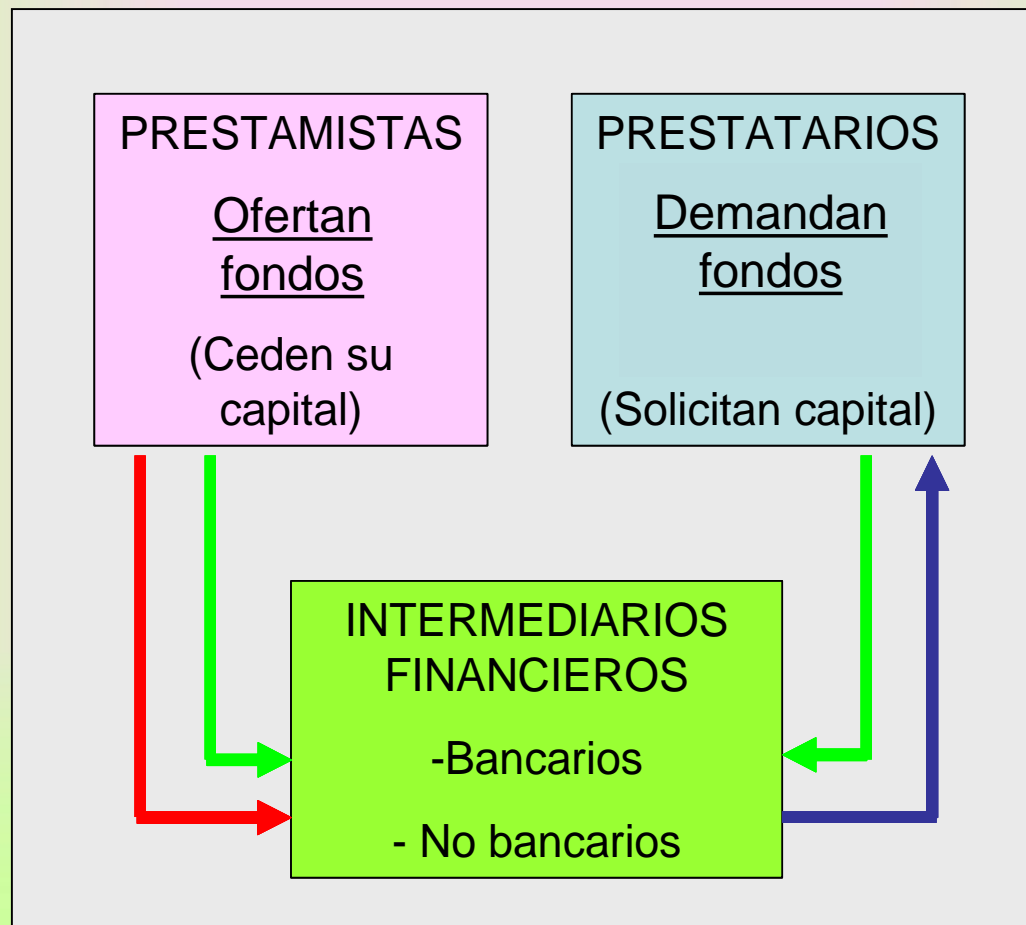 PRESTAMISTAS
Ofertan
fondos
(Ceden su
capital)
PRESTATARIOS
Demandan
fondos
(Solicitan capital)
INTERMEDIARIOS
FINANCIEROS
-Bancarios
- No bancarios